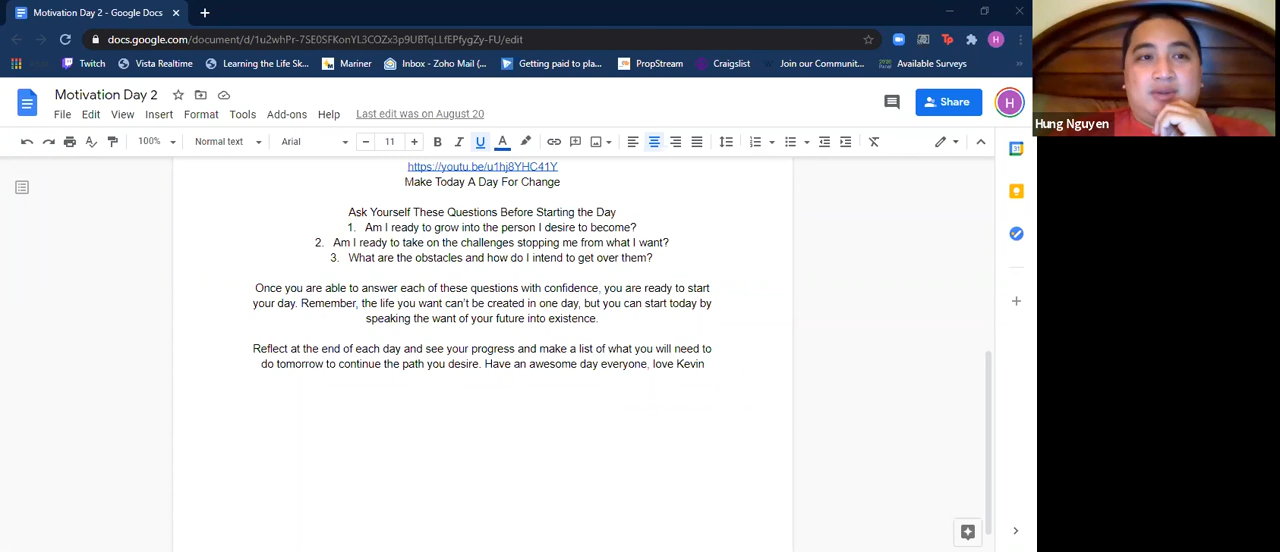 Motivation Day 2 - Google Docs
docs.google.com/document/d/1u2whPr-7SE0SFKonYL3COZx3p9UBTqLLfEPfygZy-FU/edit
Twitch
Vista Realtime
Learning the Life Sk...
Mariner
Inbox - Zoho Mail (...
Getting paid to pla...
PropStream
Craigslist
Join our Communit...
Available Surveys
Motivation Day 2
File Edit View Insert Format Tools Add-ons Help Last edit was on August 20
Share
H
Hung Nguyen
100% Normal text Arial 11
https://youtu.be/u1hj8YHC41Y
Make Today A Day For Change
Ask Yourself These Questions Before Starting the Day
1. Am I ready to grow into the person I desire to become?
2. Am I ready to take on the challenges stopping me from what I want?
3. What are the obstacles and how do I intend to get over them?
Once you are able to answer each of these questions with confidence, you are ready to start
your day. Remember, the life you want can't be created in one day, but you can start today by
speaking the want of your future into existence.
Reflect at the end of each day and see your progress and make a list of what you will need to
do tomorrow to continue the path you desire. Have an awesome day everyone, love Kevin